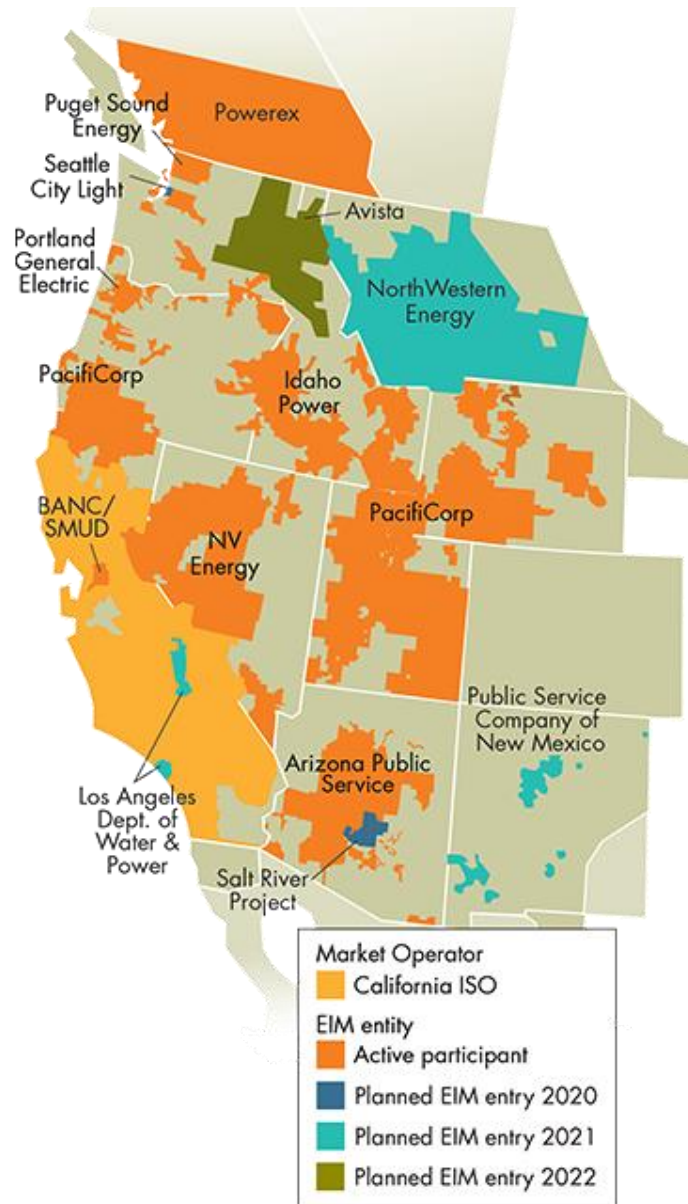 Powerex
Puget Sound
Energy
Seattle
City Light
Avista
Portland
General
Electric
NorthWestern
Energy
PacifiCorp
Idaho
Power
BANC/
SMUD
NV
Energy
PacifiCorp
Public Service
Company of
New Mexico
Arizona Public
Service
Los Angeles
Dept. of
Water &
Power
Salt River
Project
Market Operator
California ISO
EIM entity
Active participant
Planned EIM entry 2020
Planned EIM entry 2021
Planned EIM entry 2022